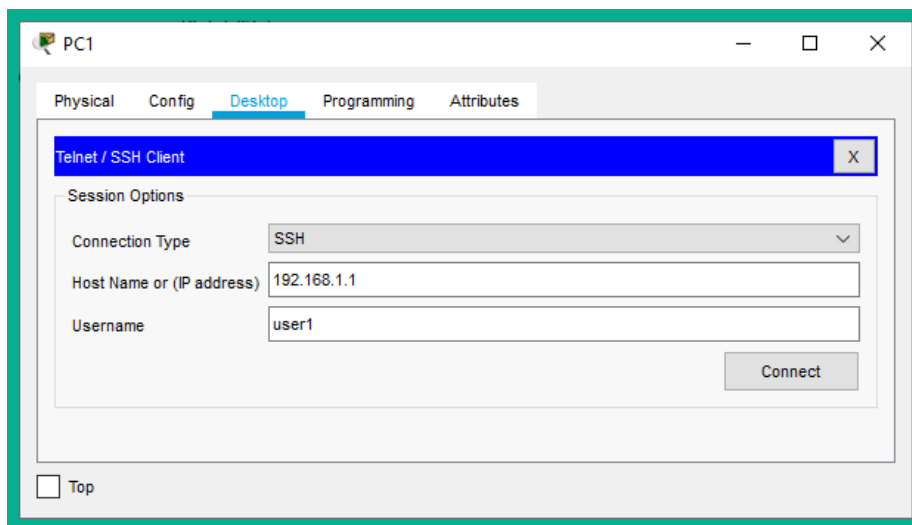 PC1
Physical Config Desktop Programming Attributes
Telnet / SSH Client X
Session Options
Connection Type SSH
Host Name or (IP address) 192.168.1.1
Username user1
Connect
Top